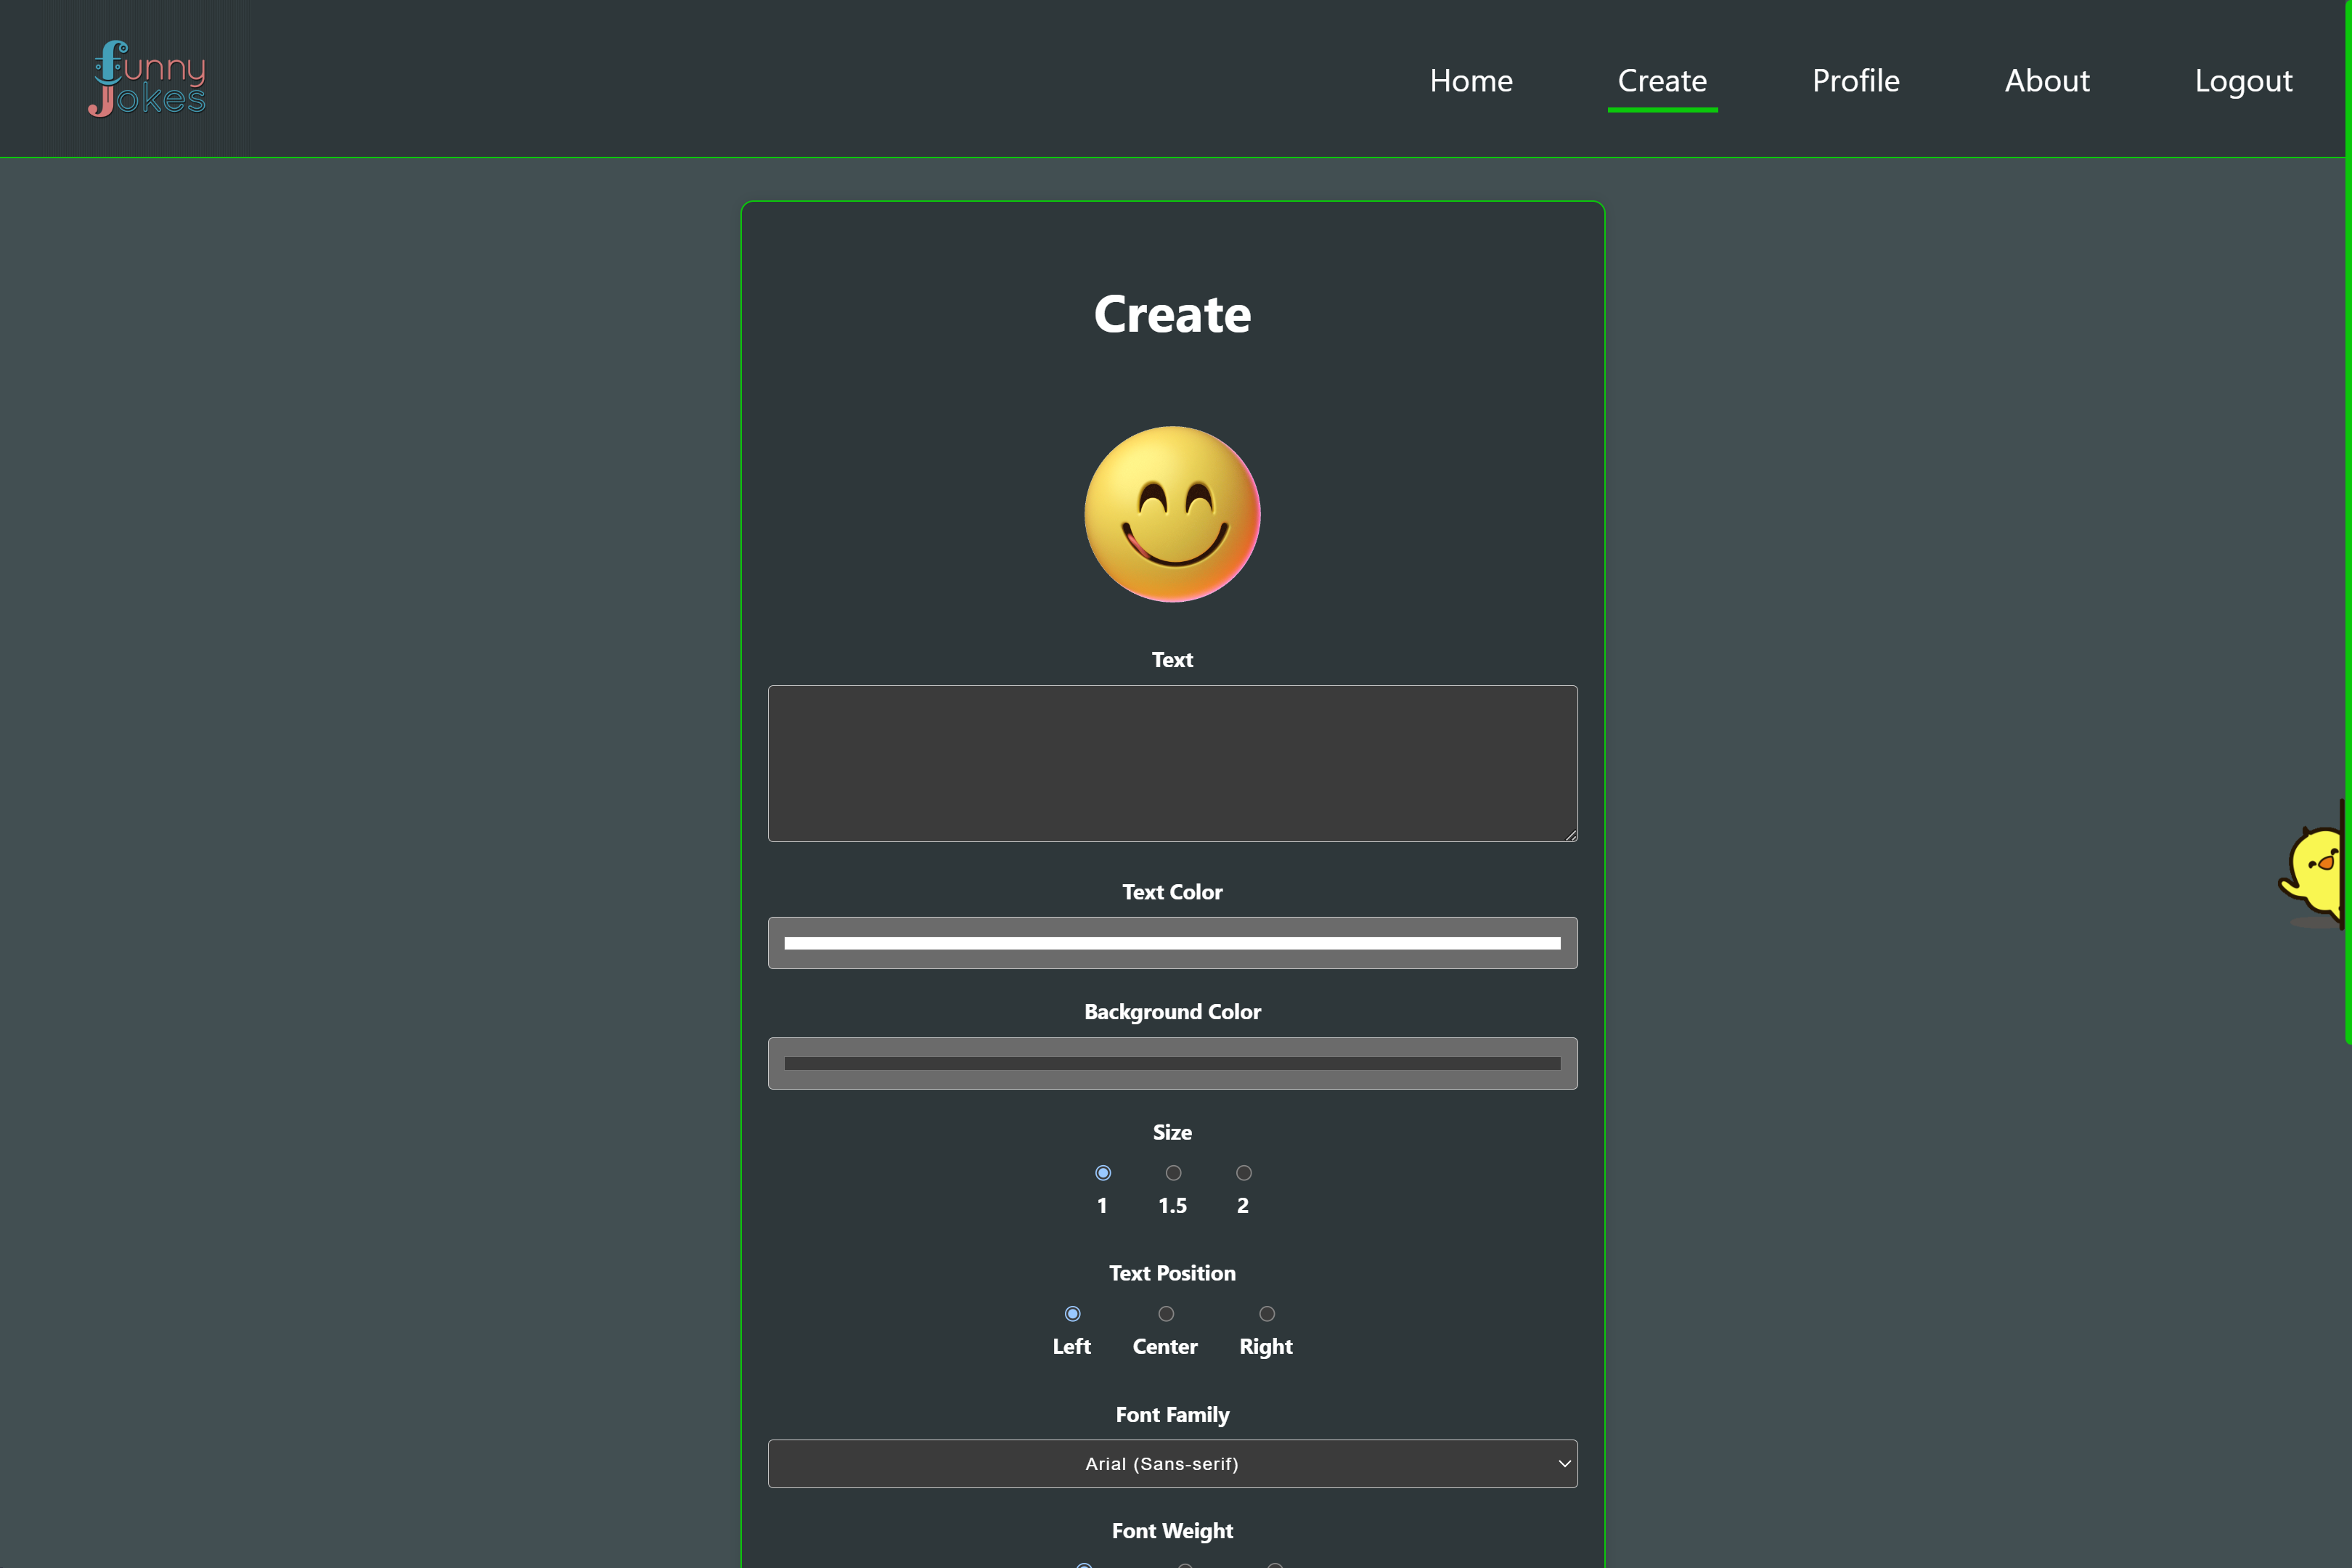 funny
Jokes
Home Create Profile About Logout
Create
Text
Text Color
Background Color
Size
1 1.5 2
Text Position
Left Center Right
Font Family
Arial (Sans-serif)
Font Weight